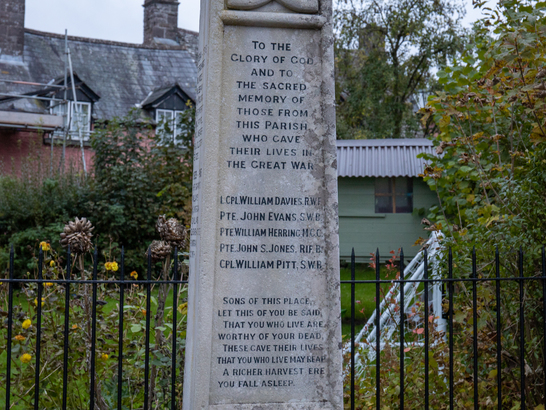 TO THE
GLORY OF GOD
AND TO
THE SACRED
MEMORY OF
THOSE FROM
THIS PARISH
WHO GAVE
THEIR LIVES IN
THE GREAT WAR
L.CPL WILLIAM DAVIES, R.W.F.
PTE. JOHN EVANS, S.W.B.
PTE WILLIAM HERRING M.G.C.
PTE. JOHN S. JONES, RIF. B.
CPL. WILLIAM PITT, S.W.B.
SONS OF THIS PLACE,
LET THIS OF YOU BE SAID,
THAT YOU WHO LIVE ARE
WORTHY OF YOUR DEAD.
THESE GAVE THEIR LIVES
THAT YOU WHO LIVE MAY REAP
A RICHER HARVEST ERE
YOU FALL ASLEEP.